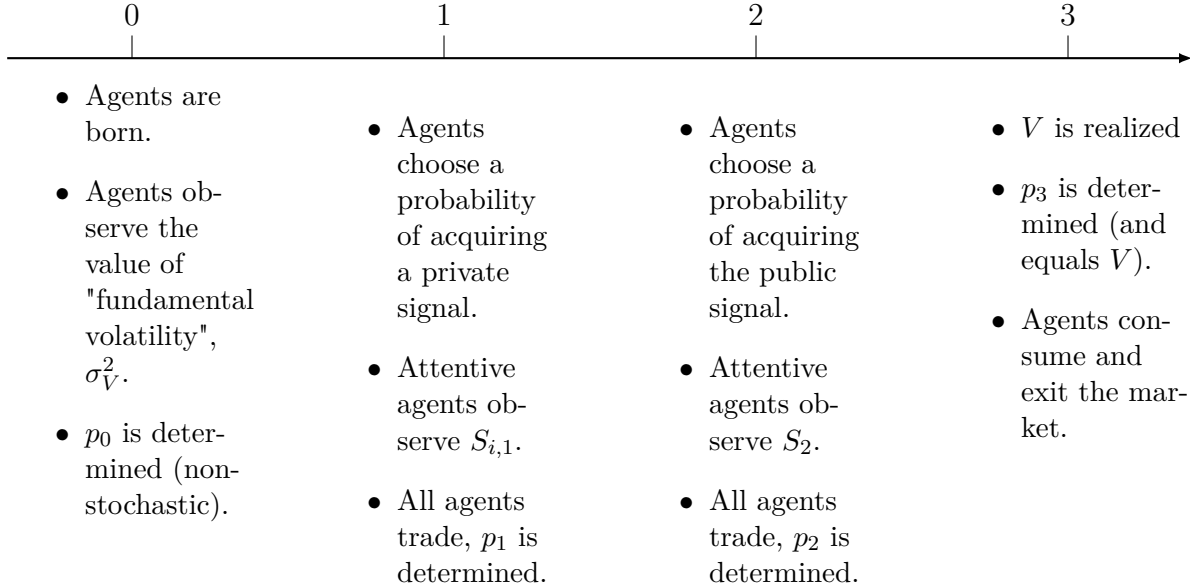 0
1
2
3
• Agents are
born.
• Agents ob-
serve the
value of
"fundamental
volatility",
σ_V^2.
• p_0 is deter-
mined (non-
stochastic).
• Agents
choose a
probability
of acquiring
a private
signal.
• Attentive
agents ob-
serve S_{i,1}.
• All agents
trade, p_1 is
determined.
• Agents
choose a
probability
of acquiring
the public
signal.
• Attentive
agents ob-
serve S_2.
• All agents
trade, p_2 is
determined.
• V is realized
• p_3 is deter-
mined (and
equals V).
• Agents con-
sume and
exit the mar-
ket.